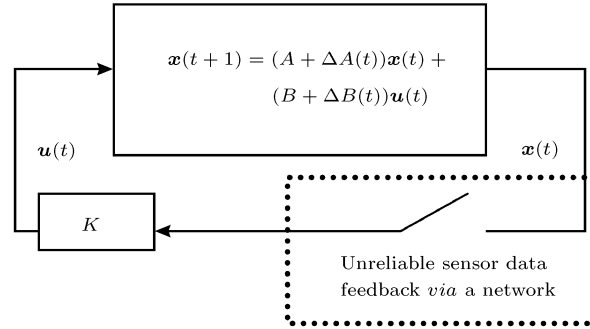 x(t+1) = (A + ΔA(t))x(t) +
(B + ΔB(t))u(t)
u(t)
x(t)
K
Unreliable sensor data
feedback via a network